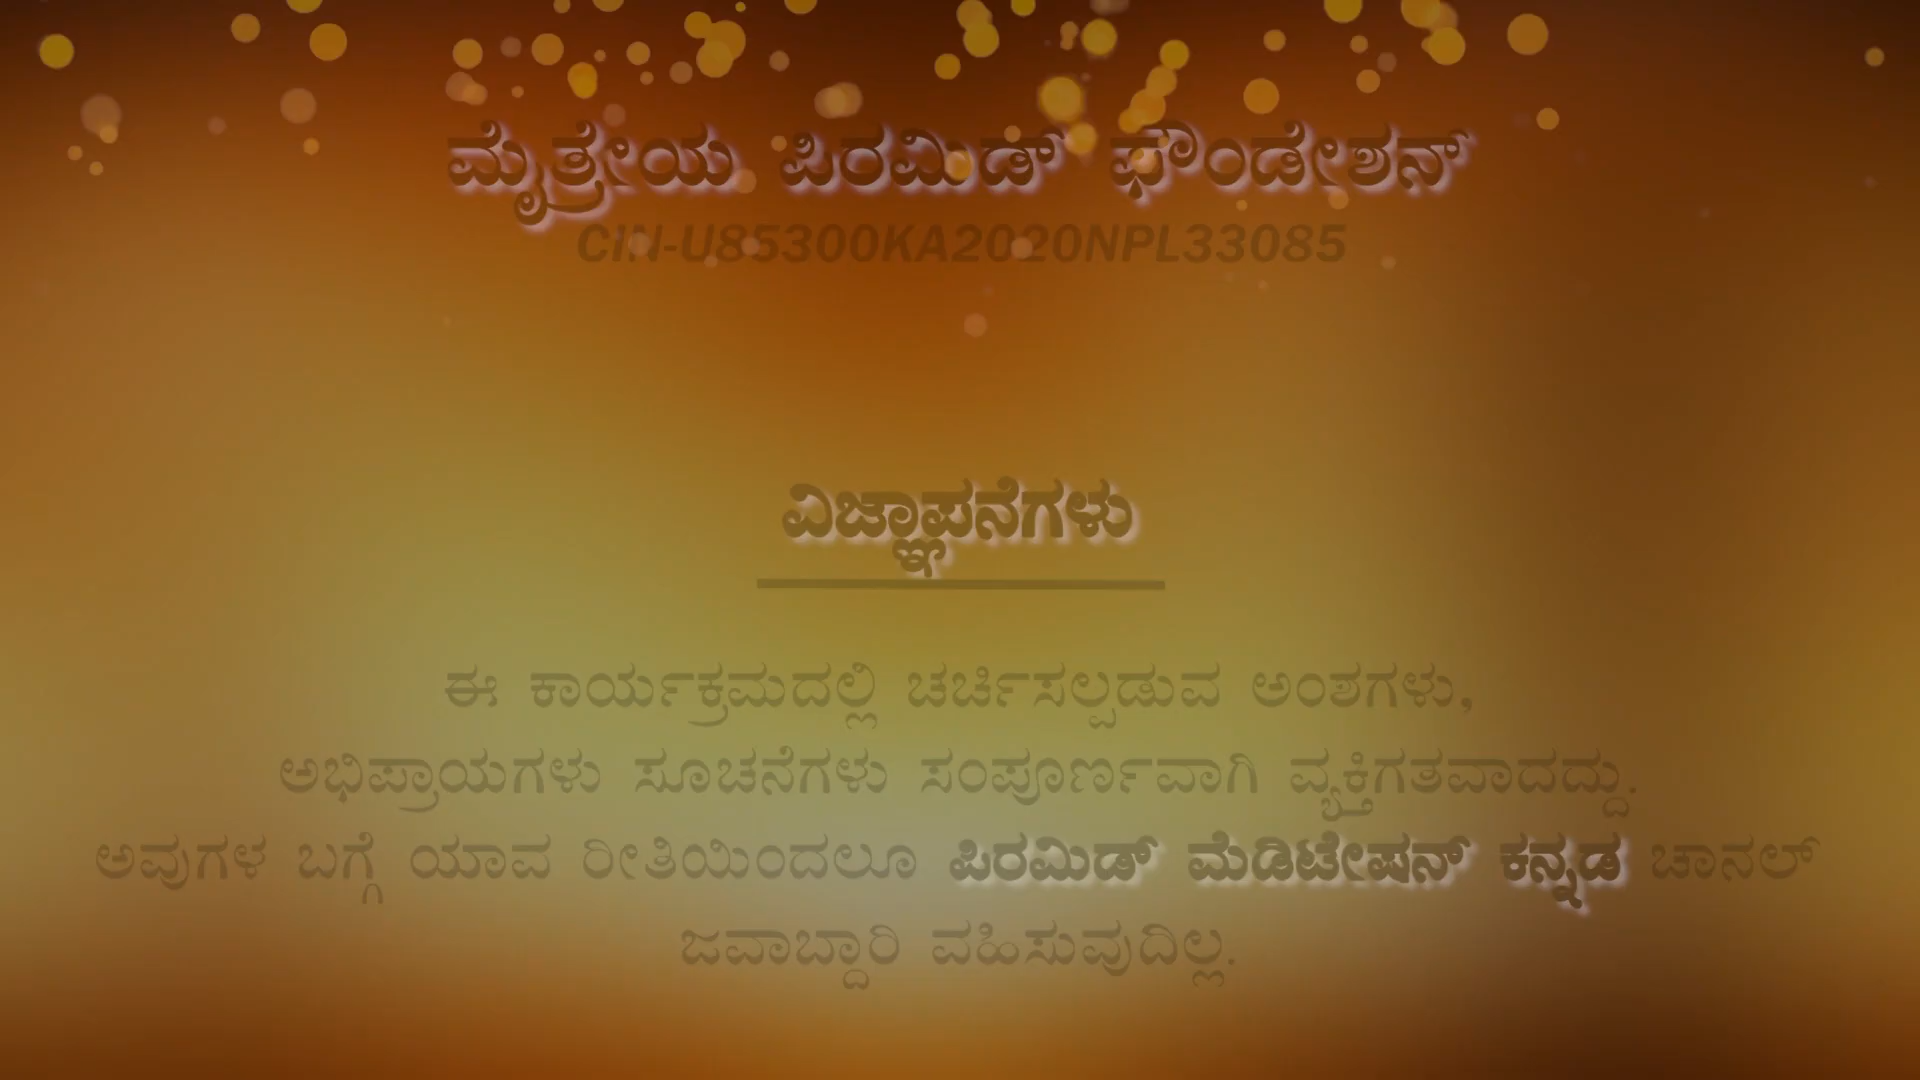 ಮೈತ್ರೇಯ ಪಿರಮಿಡ್ ಫೌಂಡೇಶನ್
CIN-U85300KA2020NPL33085
ವಿಜ್ಞಾಪನೆಗಳು
ಈ ಕಾರ್ಯಕ್ರಮದಲ್ಲಿ ಚರ್ಚಿಸಲ್ಪಡುವ ಅಂಶಗಳು,
ಅಭಿಪ್ರಾಯಗಳು ಸೂಚನೆಗಳು ಸಂಪೂರ್ಣವಾಗಿ ವ್ಯಕ್ತಿಗತವಾದದ್ದು.
ಅವುಗಳ ಬಗ್ಗೆ ಯಾವ ರೀತಿಯಿಂದಲೂ ಪಿರಮಿಡ್ ಮೆಡಿಟೇಷನ್ ಕನ್ನಡ ಚಾನಲ್
ಜವಾಬ್ದಾರಿ ವಹಿಸುವುದಿಲ್ಲ.